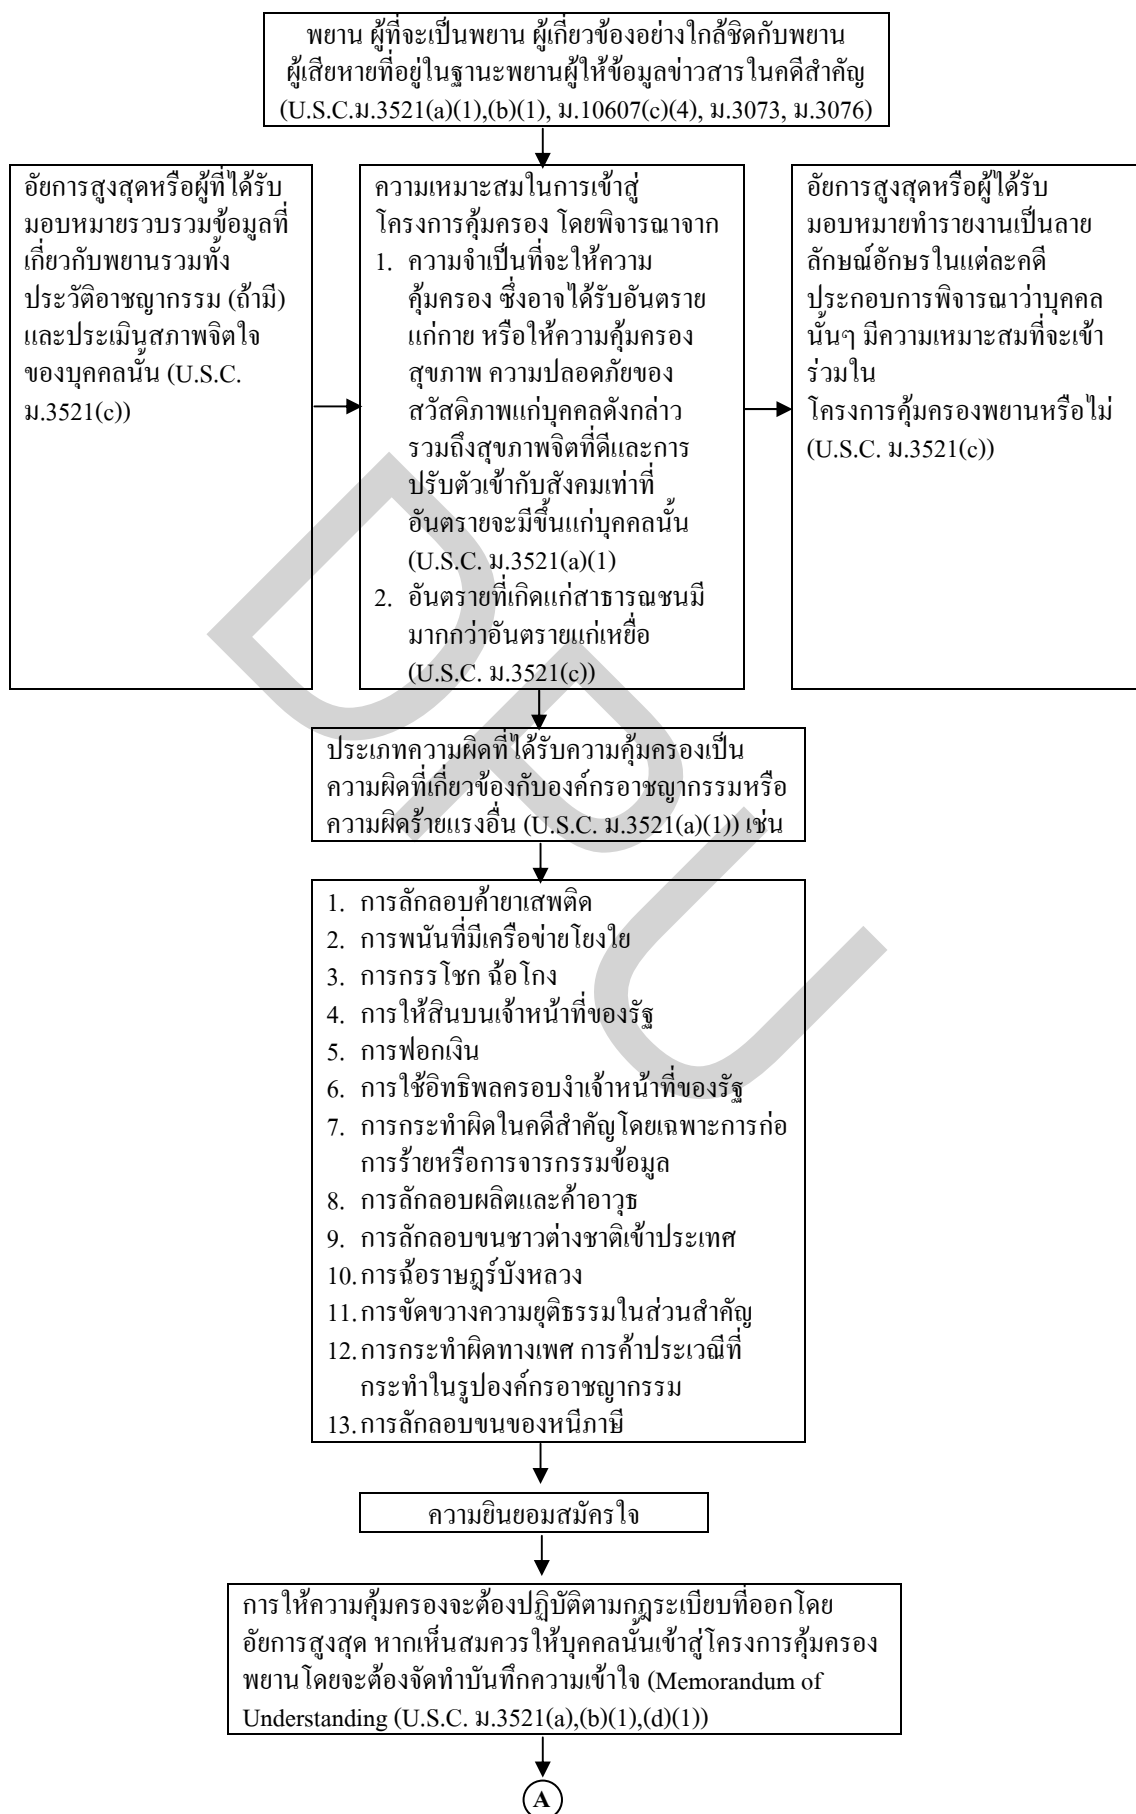 พยาน ผู้ที่จะเป็นพยาน ผู้เกี่ยวข้องอย่างใกล้ชิดกับพยาน
ผู้เสียหายที่อยู่ในฐานะพยานผู้ให้ข้อมูลข่าวสารในคดีสำคัญ
(U.S.C.ม.3521(a)(1),(b)(1), ม.10607(c)(4), ม.3073, ม.3076)
อัยการสูงสุดหรือผู้ที่ได้รับ
มอบหมายรวบรวมข้อมูลที่
เกี่ยวกับพยานรวมทั้ง
ประวัติอาชญากรรม (ถ้ามี)
และประเมินสภาพจิตใจ
ของบุคคลนั้น (U.S.C.
ม.3521(c))
ความเหมาะสมในการเข้าสู่
โครงการคุ้มครอง โดยพิจารณาจาก
1. ความจำเป็นที่จะให้ความ
คุ้มครอง ซึ่งอาจได้รับอันตราย
แก่กาย หรือให้ความคุ้มครอง
สุขภาพ ความปลอดภัยของ
สวัสดิภาพแก่บุคคลดังกล่าว
รวมถึงสุขภาพจิตที่ดีและการ
ปรับตัวเข้ากับสังคมเท่าที่
อันตรายจะมีขึ้นแก่บุคคลนั้น
(U.S.C. ม.3521(a)(1)
2. อันตรายที่เกิดแก่สาธารณชนมี
มากกว่าอันตรายแก่เหยื่อ
(U.S.C. ม.3521(c))
อัยการสูงสุดหรือผู้ได้รับ
มอบหมายทำรายงานเป็นลาย
ลักษณ์อักษรในแต่ละคดี
ประกอบการพิจารณาว่าบุคคล
นั้นๆ มีความเหมาะสมที่จะเข้า
ร่วมใน
โครงการคุ้มครองพยานหรือไม่
(U.S.C. ม.3521(c))
ประเภทความผิดที่ได้รับความคุ้มครองเป็น
ความผิดที่เกี่ยวข้องกับองค์กรอาชญากรรมหรือ
ความผิดร้ายแรงอื่น (U.S.C. ม.3521(a)(1)) เช่น
1. การลักลอบค้ายาเสพติด
2. การพนันที่มีเครือข่ายโยงใย
3. การกรรโชก ฉ้อโกง
4. การให้สินบนเจ้าหน้าที่ของรัฐ
5. การฟอกเงิน
6. การใช้อิทธิพลครอบงำเจ้าหน้าที่ของรัฐ
7. การกระทำผิดในคดีสำคัญโดยเฉพาะการก่อ
การร้ายหรือการจารกรรมข้อมูล
8. การลักลอบผลิตและค้าอาวุธ
9. การลักลอบขนชาวต่างชาติเข้าประเทศ
10. การฉ้อราษฎร์บังหลวง
11. การขัดขวางความยุติธรรมในส่วนสำคัญ
12. การกระทำผิดทางเพศ การค้าประเวณีที่
กระทำในรูปองค์กรอาชญากรรม
13. การลักลอบขนของหนีภาษี
ความยินยอมสมัครใจ
การให้ความคุ้มครองจะต้องปฏิบัติตามกฎระเบียบที่ออกโดย
อัยการสูงสุด หากเห็นสมควรให้บุคคลนั้นเข้าสู่โครงการคุ้มครอง
พยานโดยจะต้องจัดทำบันทึกความเข้าใจ (Memorandum of
Understanding (U.S.C. ม.3521(a),(b)(1),(d)(1))
A
DPU